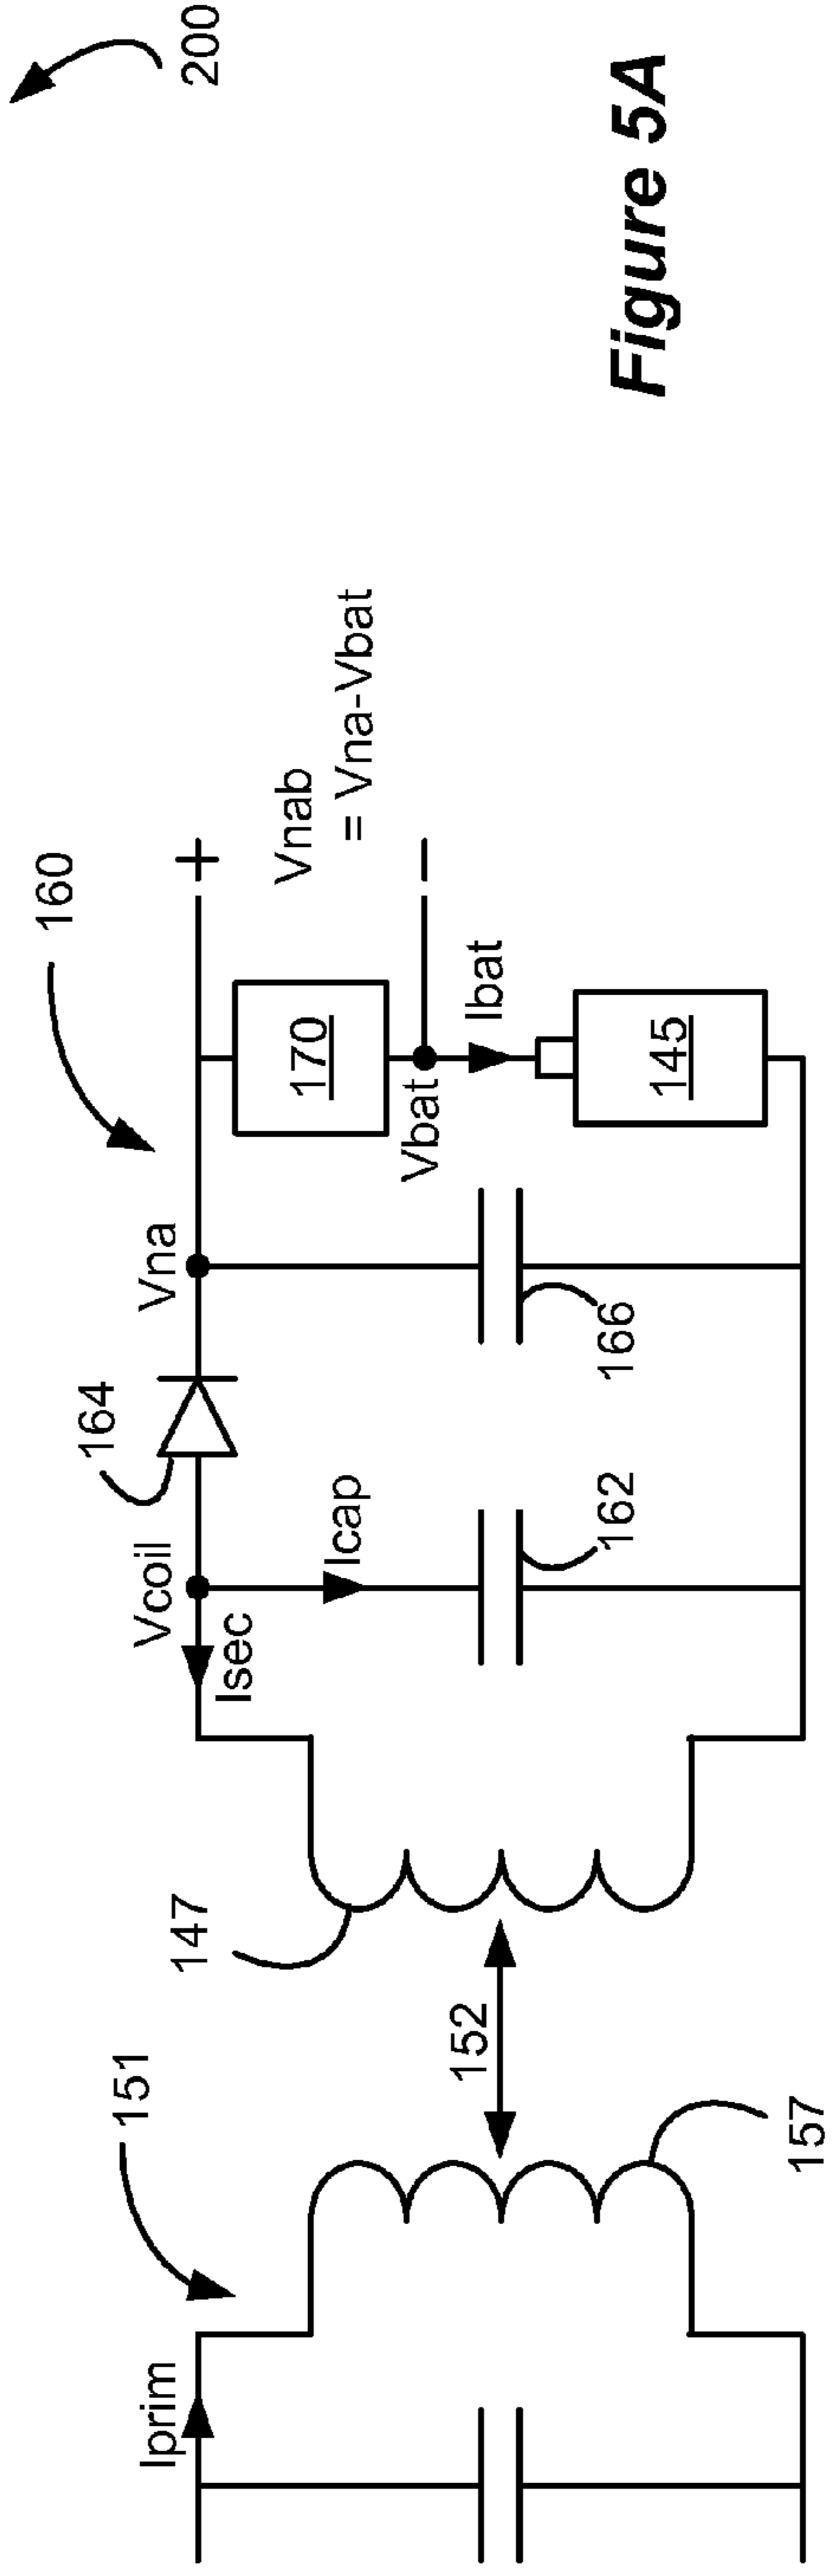 200
160
151
Iprim
147
Vcoil
164
Vna
+
Vnab
= Vna-Vbat
170
Isec
Icap
Vbat
−
152
Ibat
162
166
145
157
Figure 5A